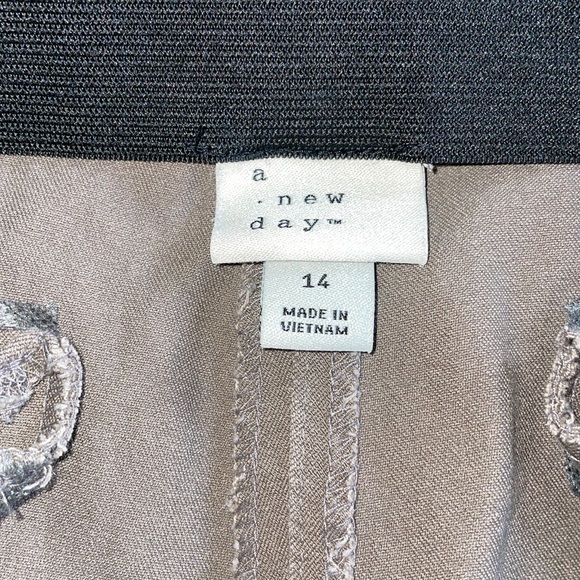 a
. new
day™
14
MADE IN
VIETNAM